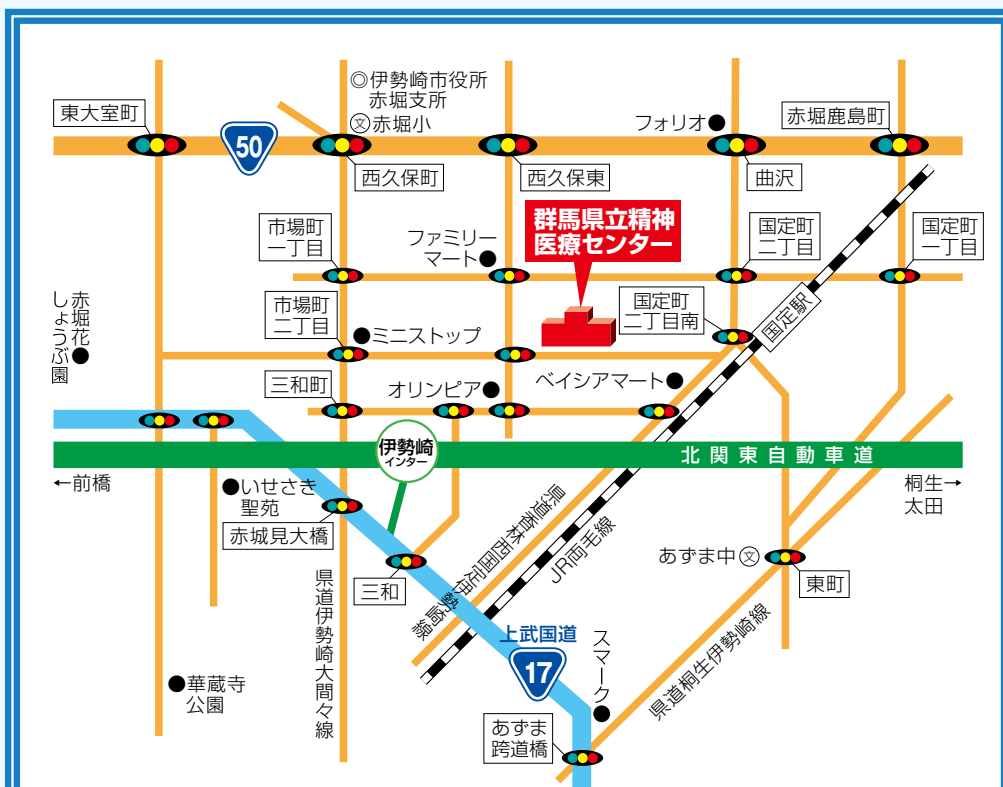 ◎伊勢崎市役所
赤堀支所
㊛赤堀小
東大室町
50
フォリオ●
赤堀鹿島町
西久保町
西久保東
曲沢
群馬県立精神
医療センター
市場町
一丁目
ファミリー
マート●
国定町
二丁目
国定町
一丁目
赤堀花
しょうぶ園
●
市場町
二丁目
●ミニストップ
国定町
二丁目南
国定駅
三和町
オリンピア●
ベイシアマート●
伊勢崎
インター
北関東自動車道
←前橋
桐生→
太田
●いせさき
聖苑
赤城見大橋
三和
県道伊勢崎大間々線
県道香林西国定伊勢崎線
JR両毛線
あずま中文
東町
上武国道
17
スマーク
●
県道桐生伊勢崎線
●華蔵寺
公園
あずま
跨道橋